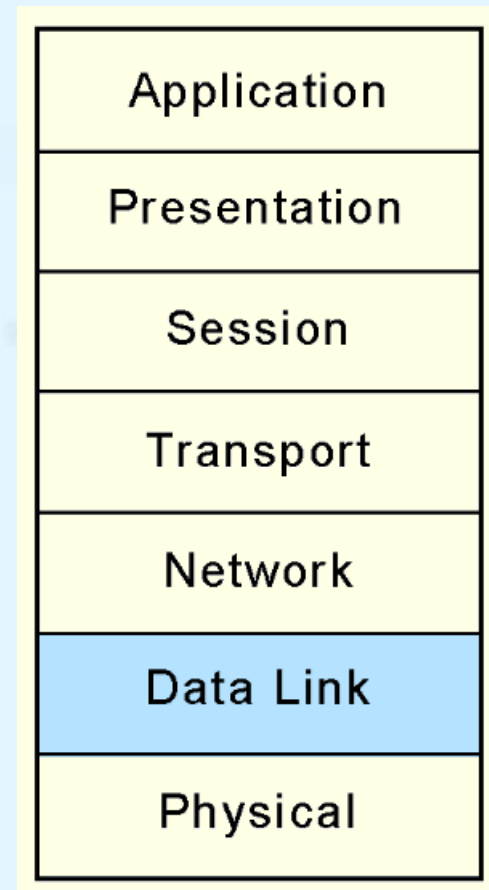 Application
Presentation
Session
Transport
Network
Data Link
Physical